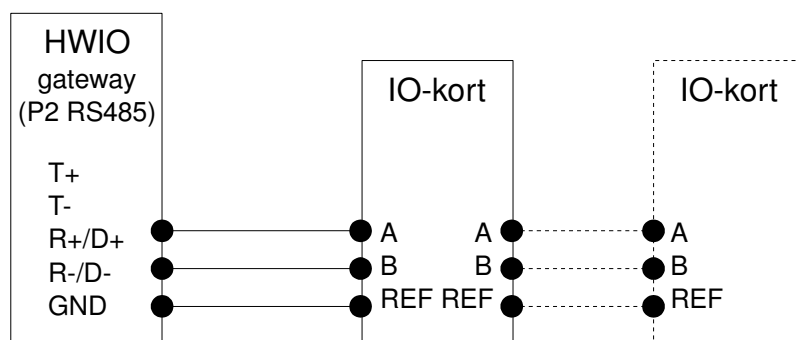 HWIO
gateway
(P2 RS485)
IO-kort
IO-kort
T+
T-
R+/D+
A
A
A
R-/D-
B
B
B
GND
REF
REF
REF